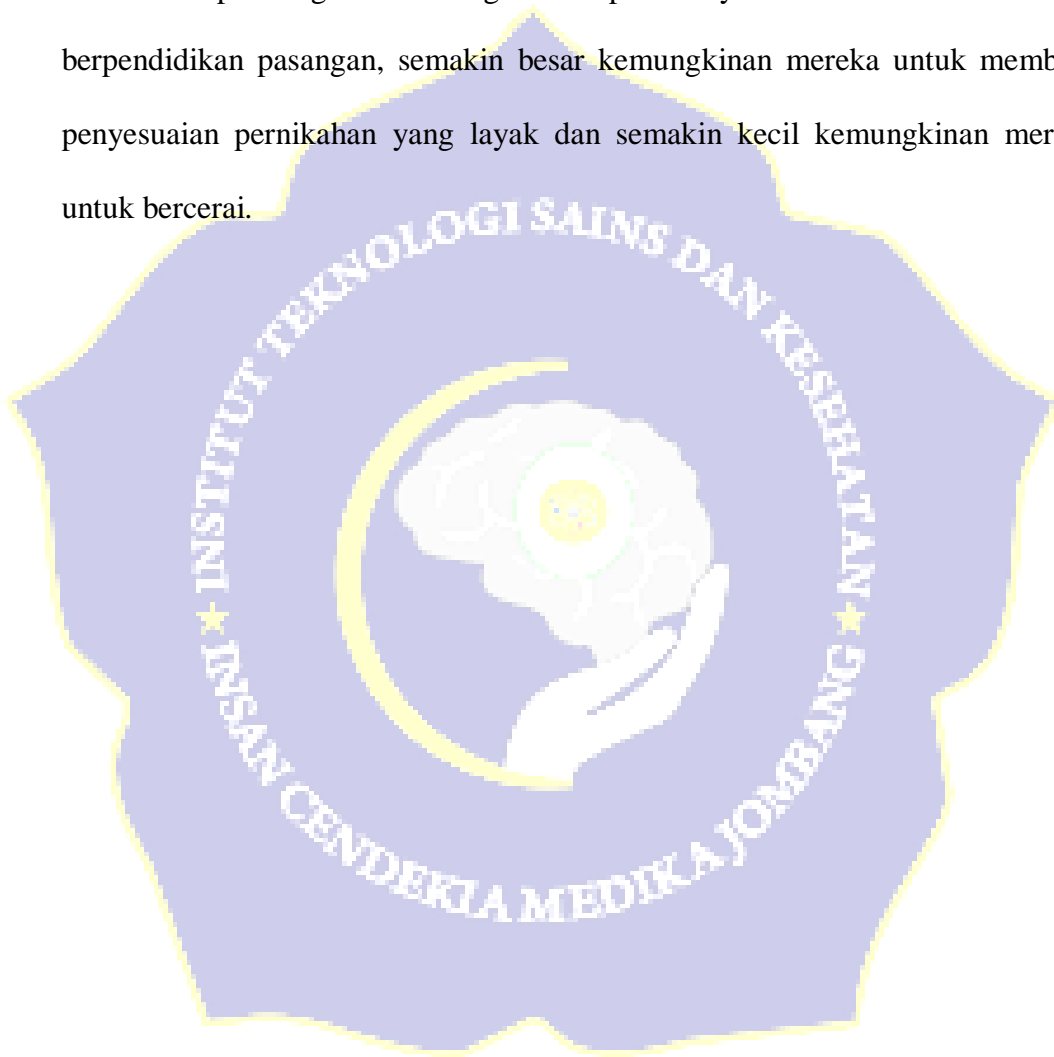 berpendidikan pasangan, semakin besar kemungkinan mereka untuk memb
penyesuaian pernikahan yang layak dan semakin kecil kemungkinan mer
untuk bercerai.
INSTITUT TEKNOLOGI SAINS DAN KESEHATAN
INSAN CENDEKIA MEDIKA JOMBANG